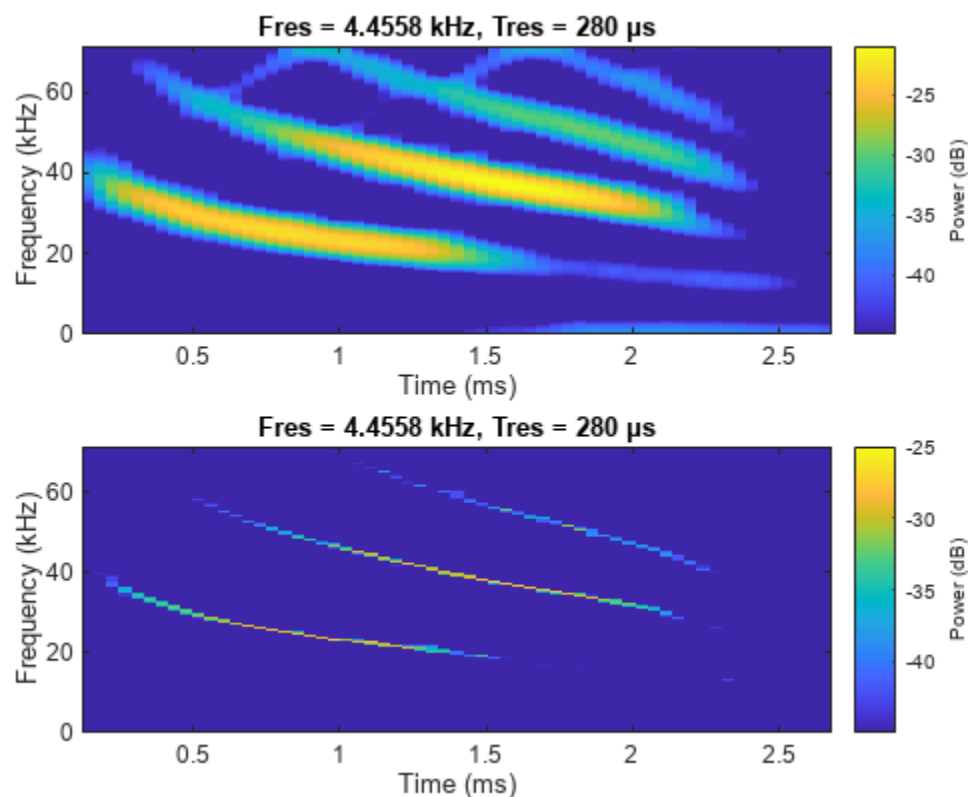 Fres = 4.4558 kHz, Tres = 280 µs
Frequency (kHz)
60
40
20
0
0.5 1 1.5 2 2.5
Time (ms)
-25
-30
-35
-40
Power (dB)
Fres = 4.4558 kHz, Tres = 280 µs
Frequency (kHz)
60
40
20
0
0.5 1 1.5 2 2.5
Time (ms)
-25
-30
-35
-40
Power (dB)